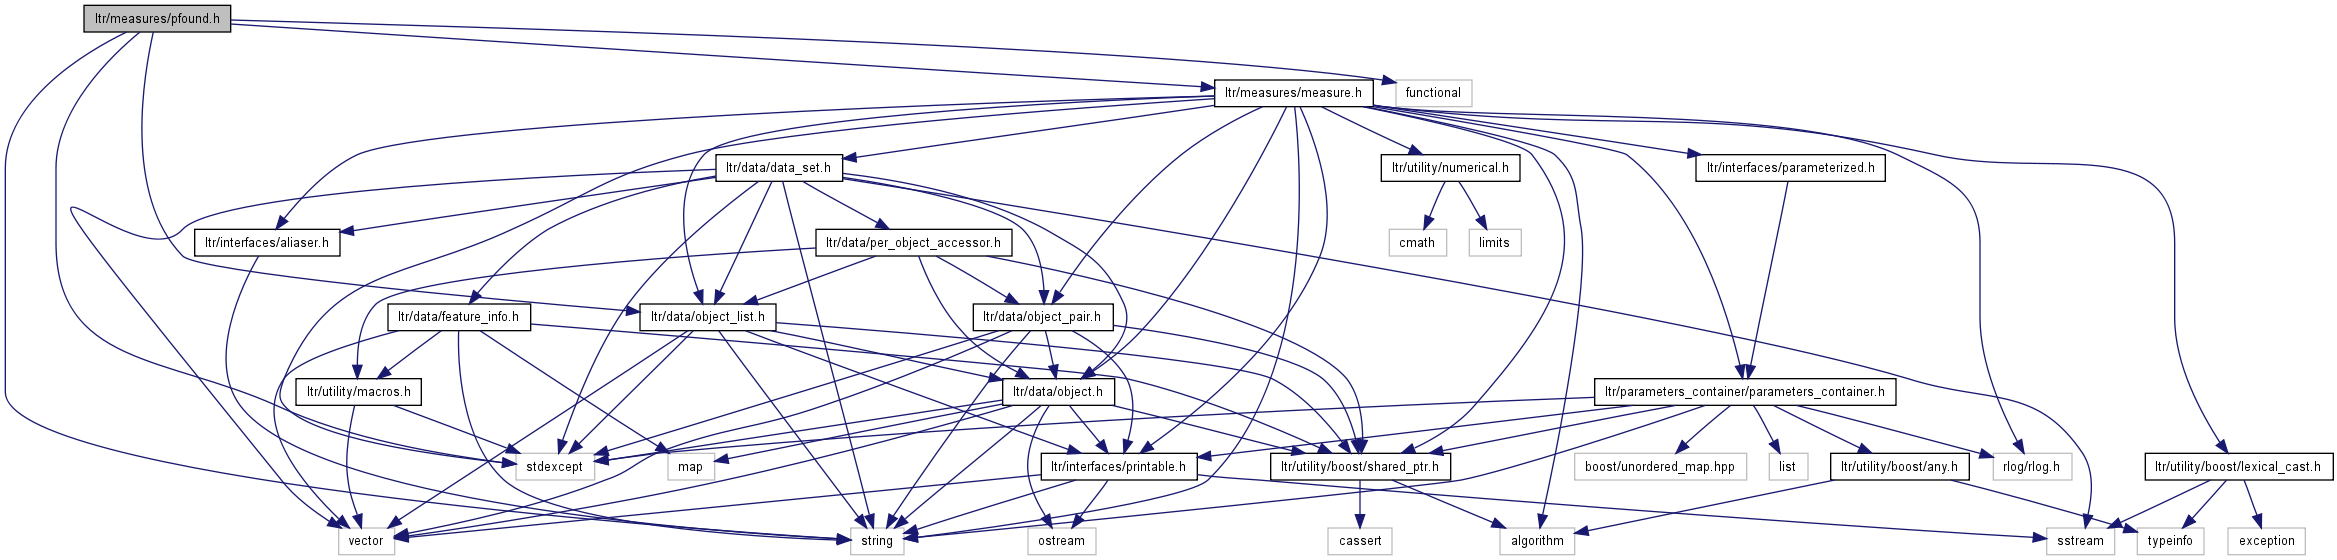 ltr/measures/pfound.h
ltr/measures/measure.h
functional
ltr/data/data_set.h
ltr/utility/numerical.h
ltr/interfaces/parameterized.h
ltr/interfaces/aliaser.h
ltr/data/per_object_accessor.h
cmath
limits
ltr/data/feature_info.h
ltr/data/object_list.h
ltr/data/object_pair.h
ltr/utility/macros.h
ltr/data/object.h
ltr/parameters_container/parameters_container.h
stdexcept
map
ltr/interfaces/printable.h
ltr/utility/boost/shared_ptr.h
boost/unordered_map.hpp
list
ltr/utility/boost/any.h
rlog/rlog.h
ltr/utility/boost/lexical_cast.h
vector
string
ostream
cassert
algorithm
sstream
typeinfo
exception